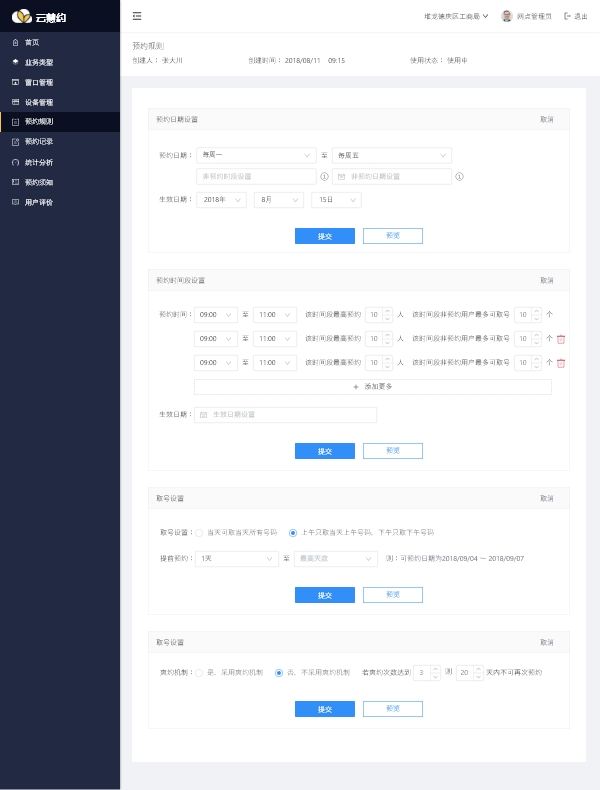 云慧约
堆龙德庆区工商局
网点管理员
退出
首页
业务类型
窗口管理
设备管理
预约规则
预约记录
统计分析
预约须知
用户评价
预约规则
创建人： 张大川 创建时间： 2018/08/11 09:15 使用状态： 使用中
预约日期设置 取消
预约日期： 每周一 至 每周五
非预约时段设置 非预约日期设置
生效日期： 2018年 8月 15日
提交 预览
预约时间段设置 取消
预约时间： 09:00 至 11:00 该时间段最高预约 10 人 该时间段非预约用户最多可取号 10 个
09:00 至 11:00 该时间段最高预约 10 人 该时间段非预约用户最多可取号 10 个
09:00 至 11:00 该时间段最高预约 10 人 该时间段非预约用户最多可取号 10 个
+ 添加更多
生效日期： 生效日期设置
提交 预览
取号设置 取消
取号设置： 当天可取当天所有号码 上午只取当天上午号码，下午只取下午号码
提前预约： 1天 至 最高天数 则：可预约日期为2018/09/04 ～ 2018/09/07
提交 预览
取号设置 取消
爽约机制： 是，采用爽约机制 否，不采用爽约机制 若爽约次数达到 3 则 20 天内不可再次预约
提交 预览